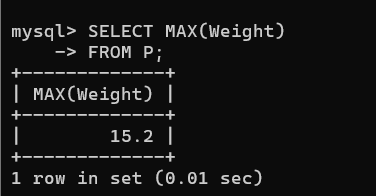 mysql> SELECT MAX(Weight)
    -> FROM P;
+-------------+
| MAX(Weight) |
+-------------+
|        15.2 |
+-------------+
1 row in set (0.01 sec)